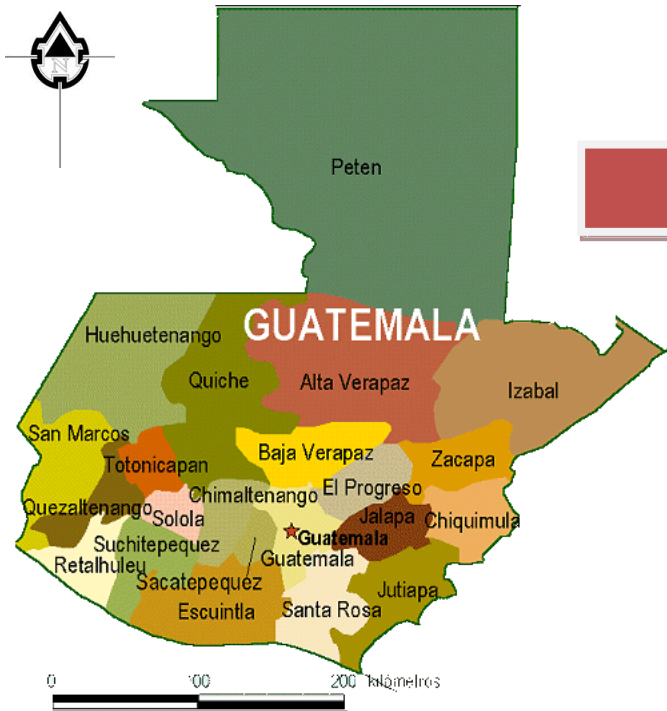 N
Peten
GUATEMALA
Huehuetenango
Quiche
Alta Verapaz
Izabal
San Marcos
Baja Verapaz
Zacapa
Totonicapan
Chimaltenango
El Progreso
Quezaltenango
Solola
Jalapa
Chiquimula
Guatemala
Suchitepequez
Guatemala
Retalhuleu
Sacatepequez
Jutiapa
Escuintla
Santa Rosa
0 100 200 kilómetros